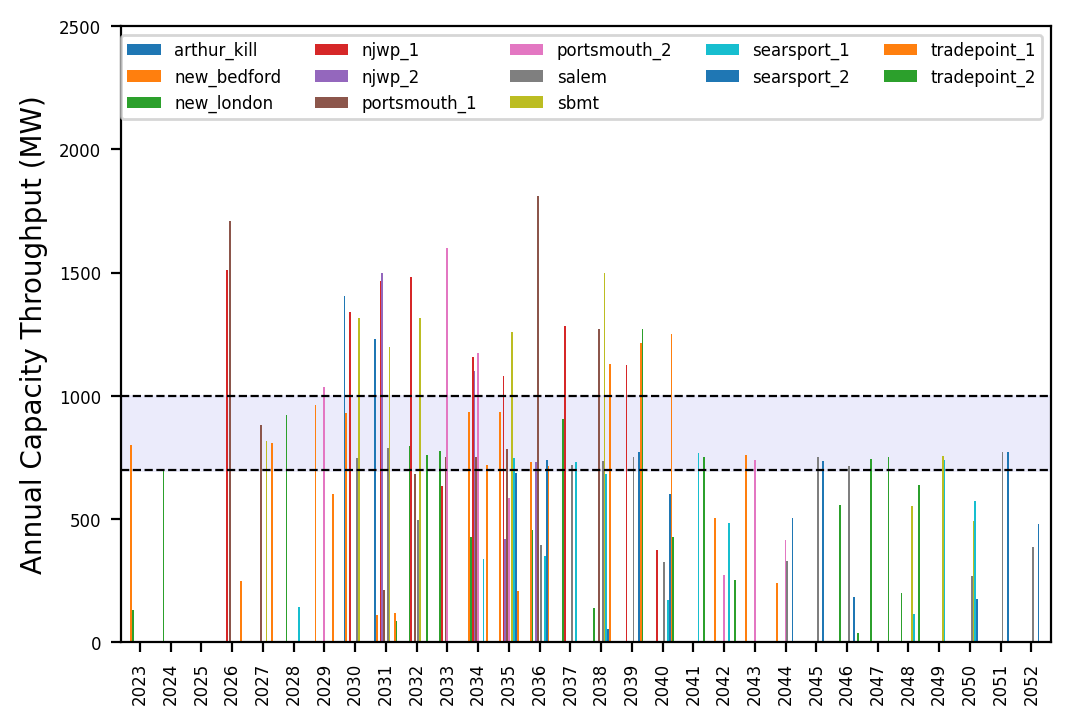 2500
arthur_kill njwp_1 portsmouth_2 searsport_1 tradepoint_1
new_bedford njwp_2 salem searsport_2 tradepoint_2
new_london portsmouth_1 sbmt
2000
1500
1000
500
0
Annual Capacity Throughput (MW)
2023 2024 2025 2026 2027 2028 2029 2030 2031 2032 2033 2034 2035 2036 2037 2038 2039 2040 2041 2042 2043 2044 2045 2046 2047 2048 2049 2050 2051 2052